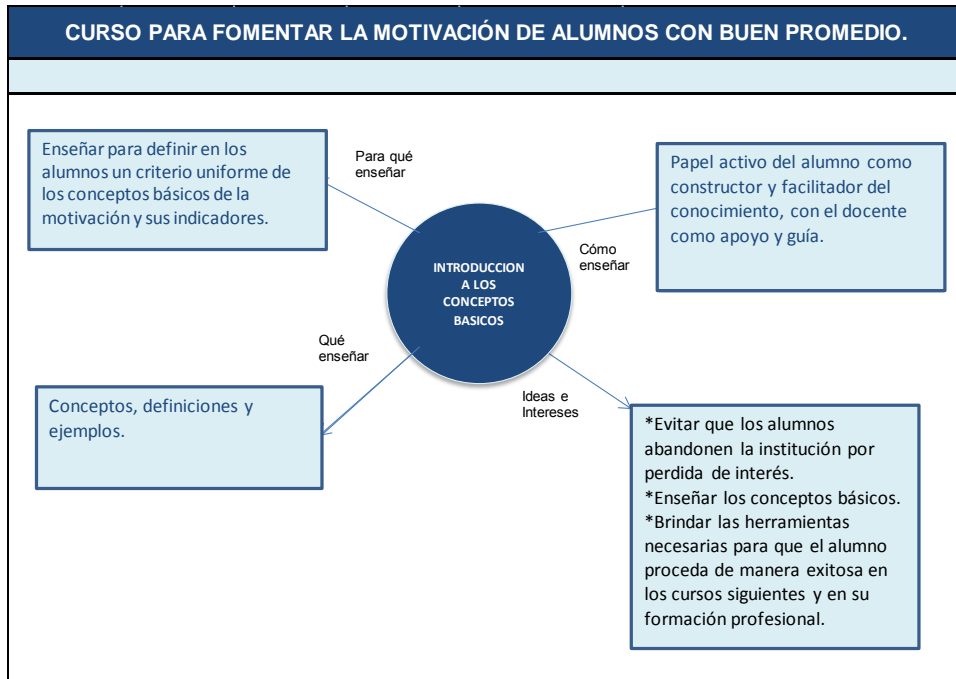 CURSO PARA FOMENTAR LA MOTIVACIÓN DE ALUMNOS CON BUEN PROMEDIO.
Enseñar para definir en los
alumnos un criterio uniforme de
los conceptos básicos de la
motivación y sus indicadores.
Para qué
enseñar
Papel activo del alumno como
constructor y facilitador del
conocimiento, con el docente
como apoyo y guía.
Cómo
enseñar
INTRODUCCION
A LOS
CONCEPTOS
BASICOS
Qué
enseñar
Conceptos, definiciones y
ejemplos.
Ideas e
Intereses
*Evitar que los alumnos
abandonen la institución por
perdida de interés.
*Enseñar los conceptos básicos.
*Brindar las herramientas
necesarias para que el alumno
proceda de manera exitosa en
los cursos siguientes y en su
formación profesional.